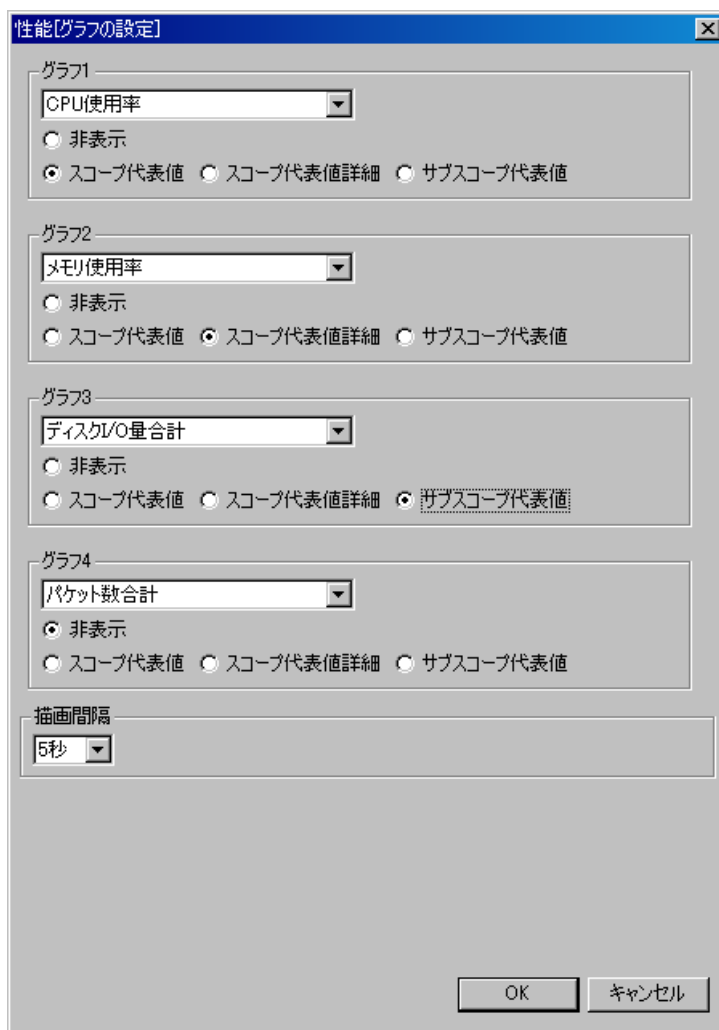 性能[グラフの設定]
グラフ1
CPU使用率
非表示
スコープ代表値 スコープ代表値詳細 サブスコープ代表値
グラフ2
メモリ使用率
非表示
スコープ代表値 スコープ代表値詳細 サブスコープ代表値
グラフ3
ディスクI/O量合計
非表示
スコープ代表値 スコープ代表値詳細 サブスコープ代表値
グラフ4
パケット数合計
非表示
スコープ代表値 スコープ代表値詳細 サブスコープ代表値
描画間隔
5秒
OK キャンセル